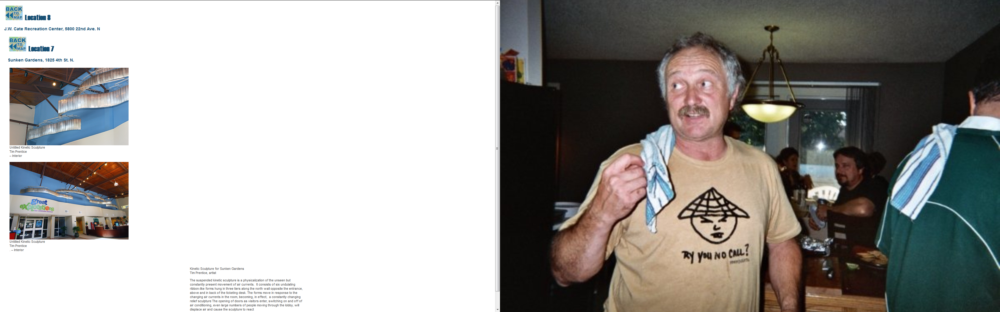 BACK
TO
MAP
Location 8
J.W. Cate Recreation Center, 5800 22nd Ave. N
BACK
TO
MAP
Location 7
Sunken Gardens, 1825 4th St. N.
Untitled Kinetic Sculpture
Tim Prentice
– Interior
great
explorations
the children's museum
Untitled Kinetic Sculpture
Tim Prentice
. – Interior
Kinetic Sculpture for Sunken Gardens
Tim Prentice, artist
The suspended kinetic sculpture is a physicalization of the unseen but
constantly present movement of air currents.  It consists of six undulating
ribbon-like forms hung in three tiers along the north wall opposite the entrance,
above and in back of the ticketing desk. The forms move in response to the
changing air currents in the room, becoming, in effect,  a constantly changing
relief sculpture The opening of doors as visitors enter, switching on and off of
air conditioning, even large numbers of people moving through the lobby, will
displace air and cause the sculpture to react
RY YOU NO CALL?